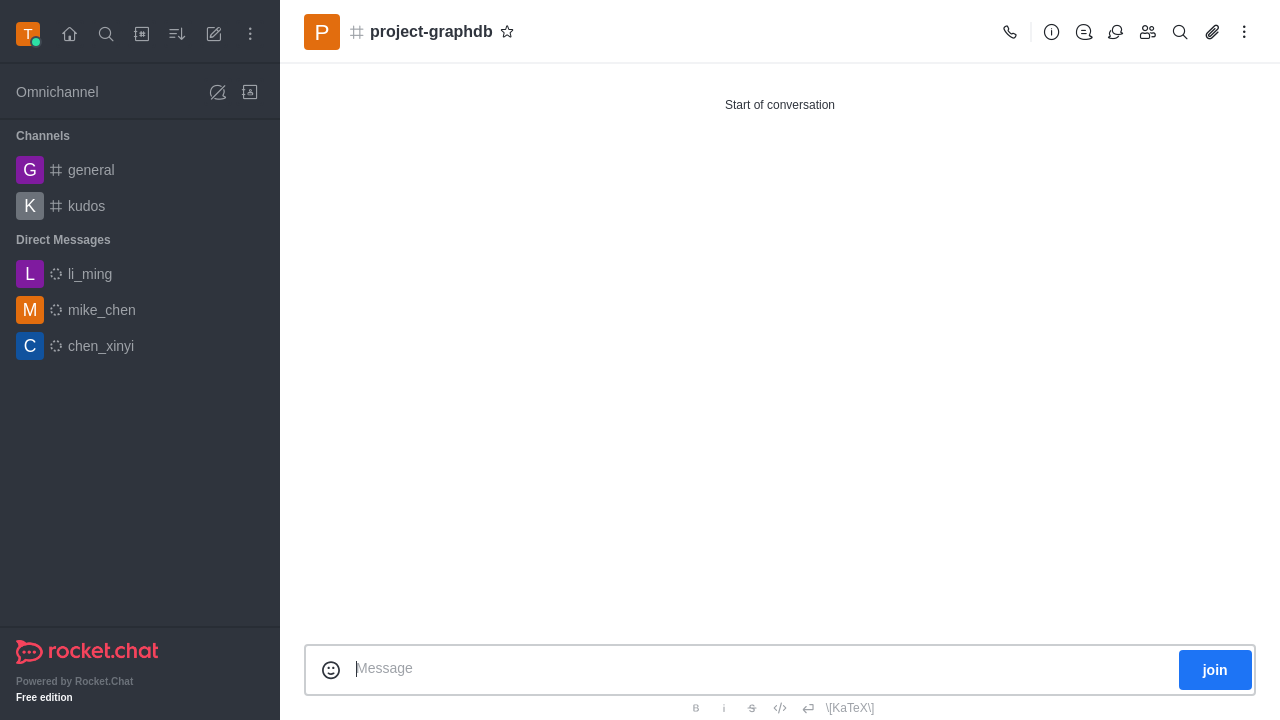 T
Omnichannel
Channels
G general
K kudos
Direct Messages
L li_ming
M mike_chen
C chen_xinyi
rocket.chat
Powered by Rocket.Chat
Free edition
P project-graphdb
Start of conversation
Message
join
B i S \[KaTeX\]